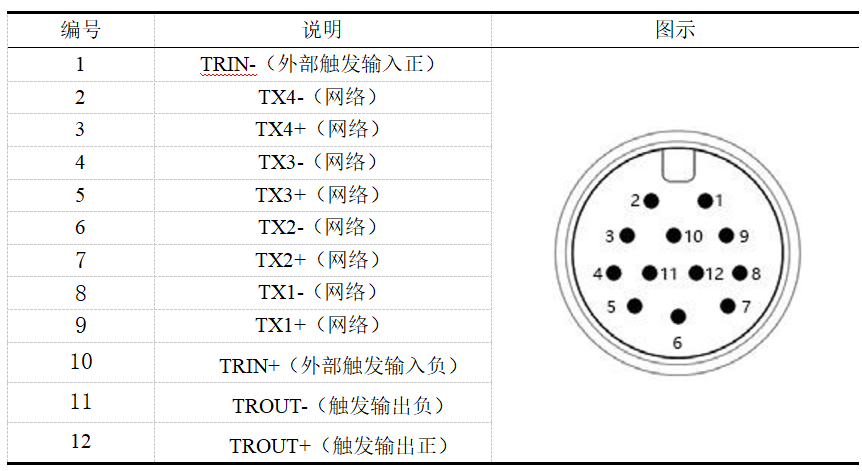 编号 说明 图示
1 TRIN-（外部触发输入正）
2 TX4-（网络）
3 TX4+（网络）
4 TX3-（网络）
5 TX3+（网络）
6 TX2-（网络）
7 TX2+（网络）
8 TX1-（网络）
9 TX1+（网络）
10 TRIN+（外部触发输入负）
11 TROUT-（触发输出负）
12 TROUT+（触发输出正）
2 1
3 10 9
4 11 12 8
5 7
6